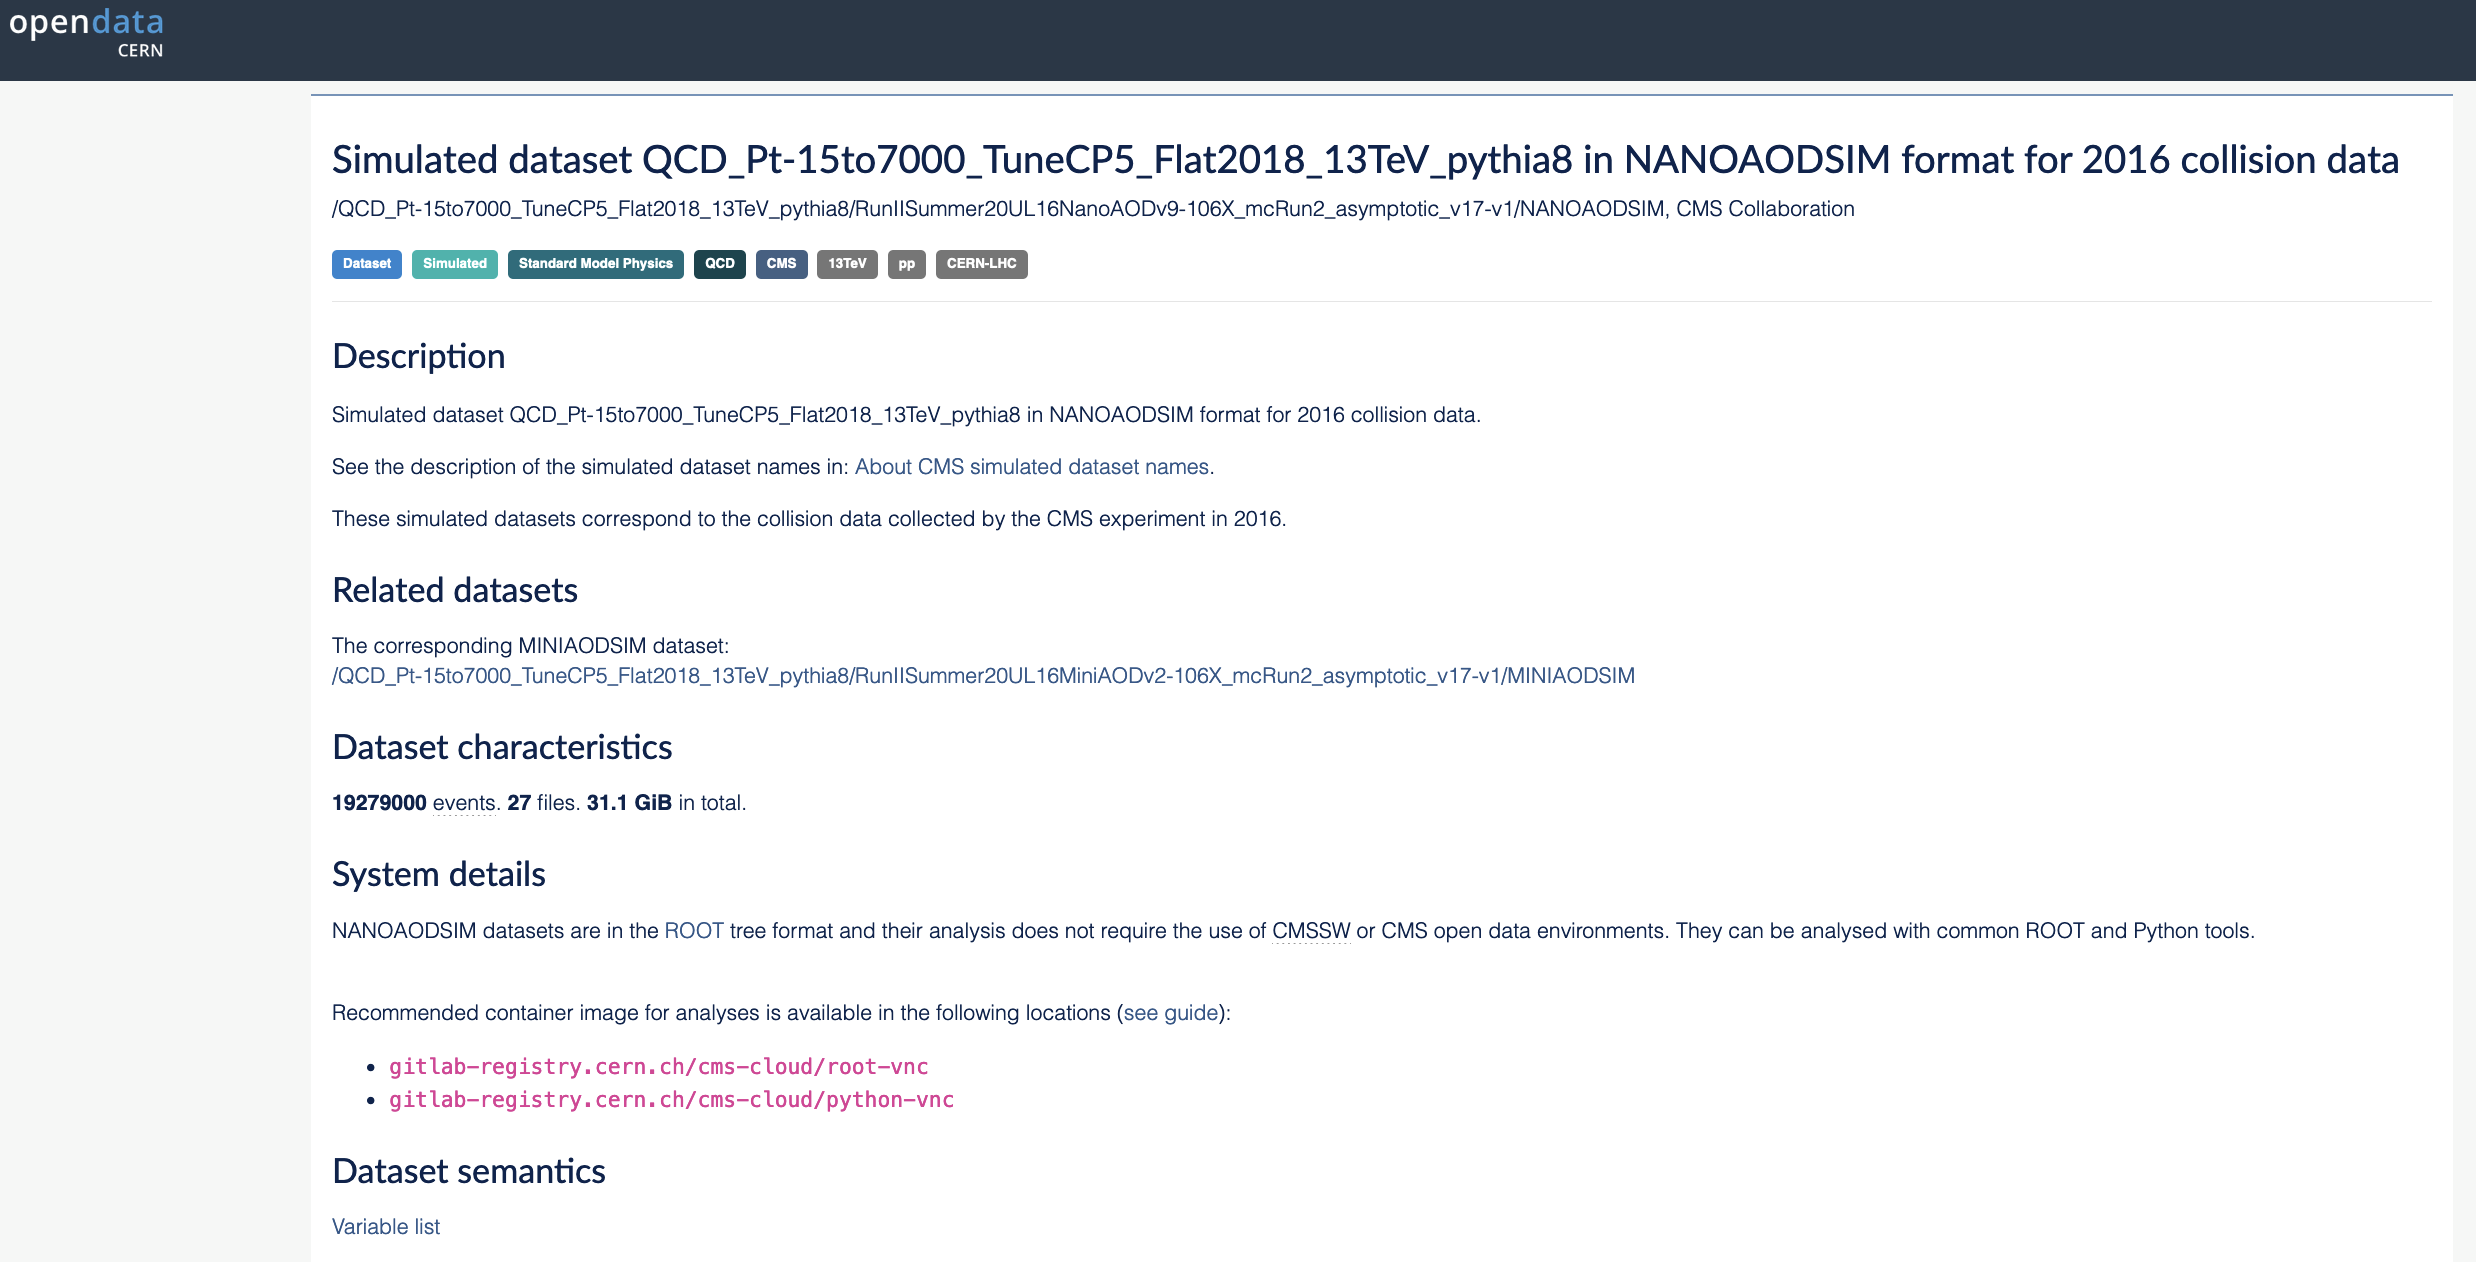 opendata
CERN
Simulated dataset QCD_Pt-15to7000_TuneCP5_Flat2018_13TeV_pythia8 in NANOAODSIM format for 2016 collision data
/QCD_Pt-15to7000_TuneCP5_Flat2018_13TeV_pythia8/RunIISummer20UL16NanoAODv9-106X_mcRun2_asymptotic_v17-v1/NANOAODSIM, CMS Collaboration
Dataset Simulated Standard Model Physics QCD CMS 13TeV pp CERN-LHC
Description
Simulated dataset QCD_Pt-15to7000_TuneCP5_Flat2018_13TeV_pythia8 in NANOAODSIM format for 2016 collision data.
See the description of the simulated dataset names in: About CMS simulated dataset names.
These simulated datasets correspond to the collision data collected by the CMS experiment in 2016.
Related datasets
The corresponding MINIAODSIM dataset:
/QCD_Pt-15to7000_TuneCP5_Flat2018_13TeV_pythia8/RunIISummer20UL16MiniAODv2-106X_mcRun2_asymptotic_v17-v1/MINIAODSIM
Dataset characteristics
19279000 events. 27 files. 31.1 GiB in total.
System details
NANOAODSIM datasets are in the ROOT tree format and their analysis does not require the use of CMSSW or CMS open data environments. They can be analysed with common ROOT and Python tools.
Recommended container image for analyses is available in the following locations (see guide):
• gitlab-registry.cern.ch/cms-cloud/root-vnc
• gitlab-registry.cern.ch/cms-cloud/python-vnc
Dataset semantics
Variable list